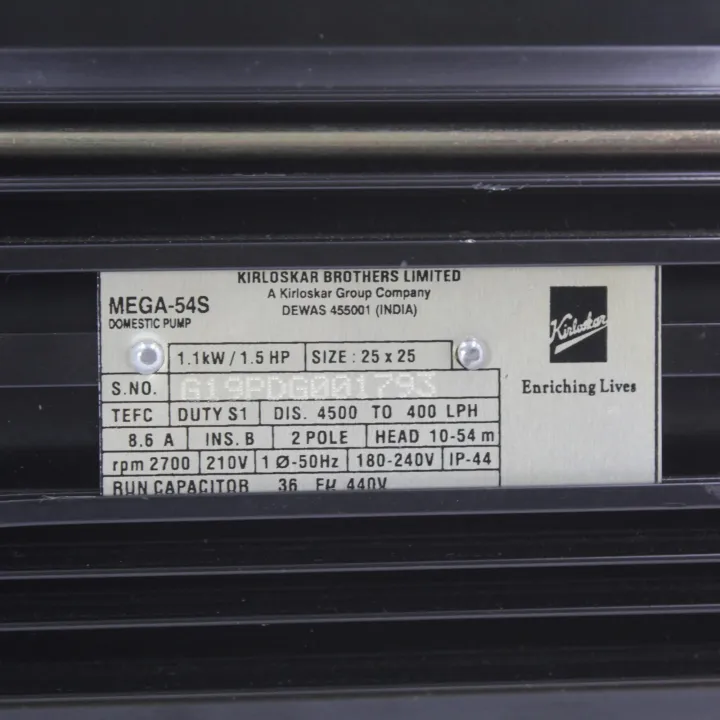 KIRLOSKAR BROTHERS LIMITED
A Kirloskar Group Company
DEWAS 455001 (INDIA)
MEGA-54S
DOMESTIC PUMP
Kirloskar
Enriching Lives
1.1kW / 1.5 HP SIZE : 25 x 25
S.NO. G19PDG001793
TEFC DUTY S1 DIS. 4500 TO 400 LPH
8.6 A INS. B 2 POLE HEAD 10-54 m
rpm 2700 210V 1 Ø-50Hz 180-240V IP-44
RUN CAPACITOR 36 Fµ 440V